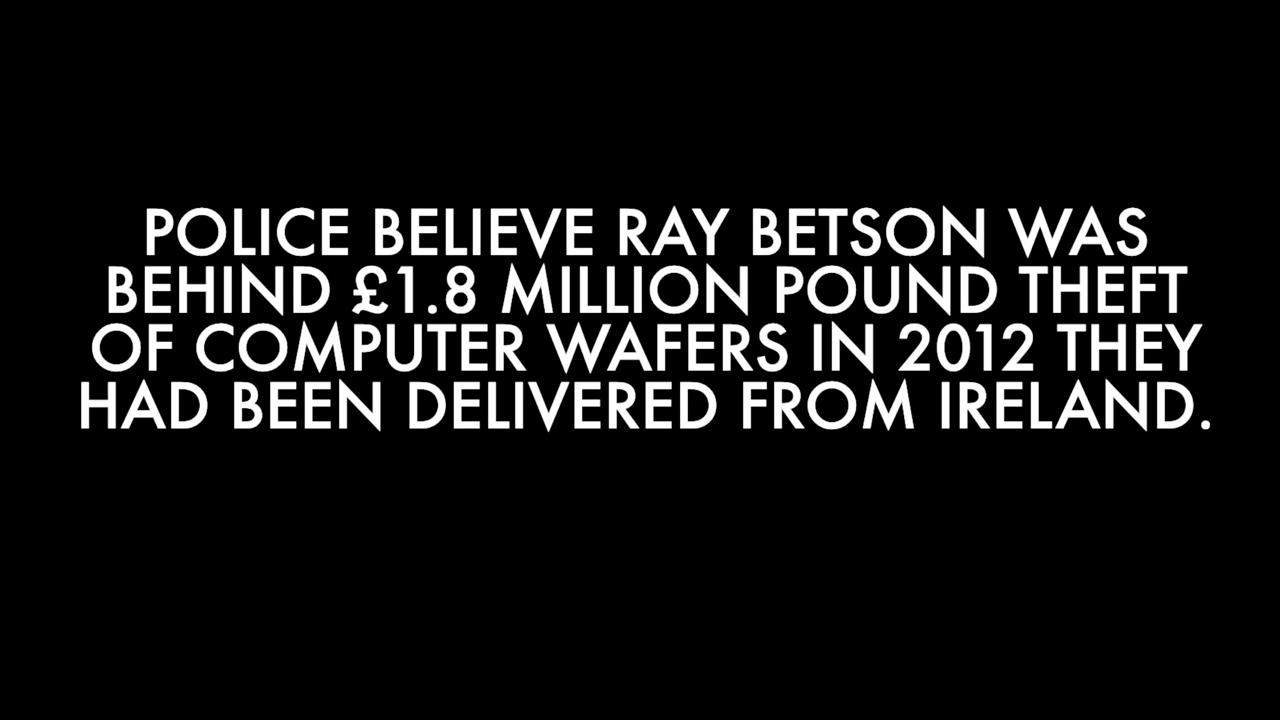 POLICE BELIEVE RAY BETSON WAS
BEHIND £1.8 MILLION POUND THEFT
OF COMPUTER WAFERS IN 2012 THEY
HAD BEEN DELIVERED FROM IRELAND.